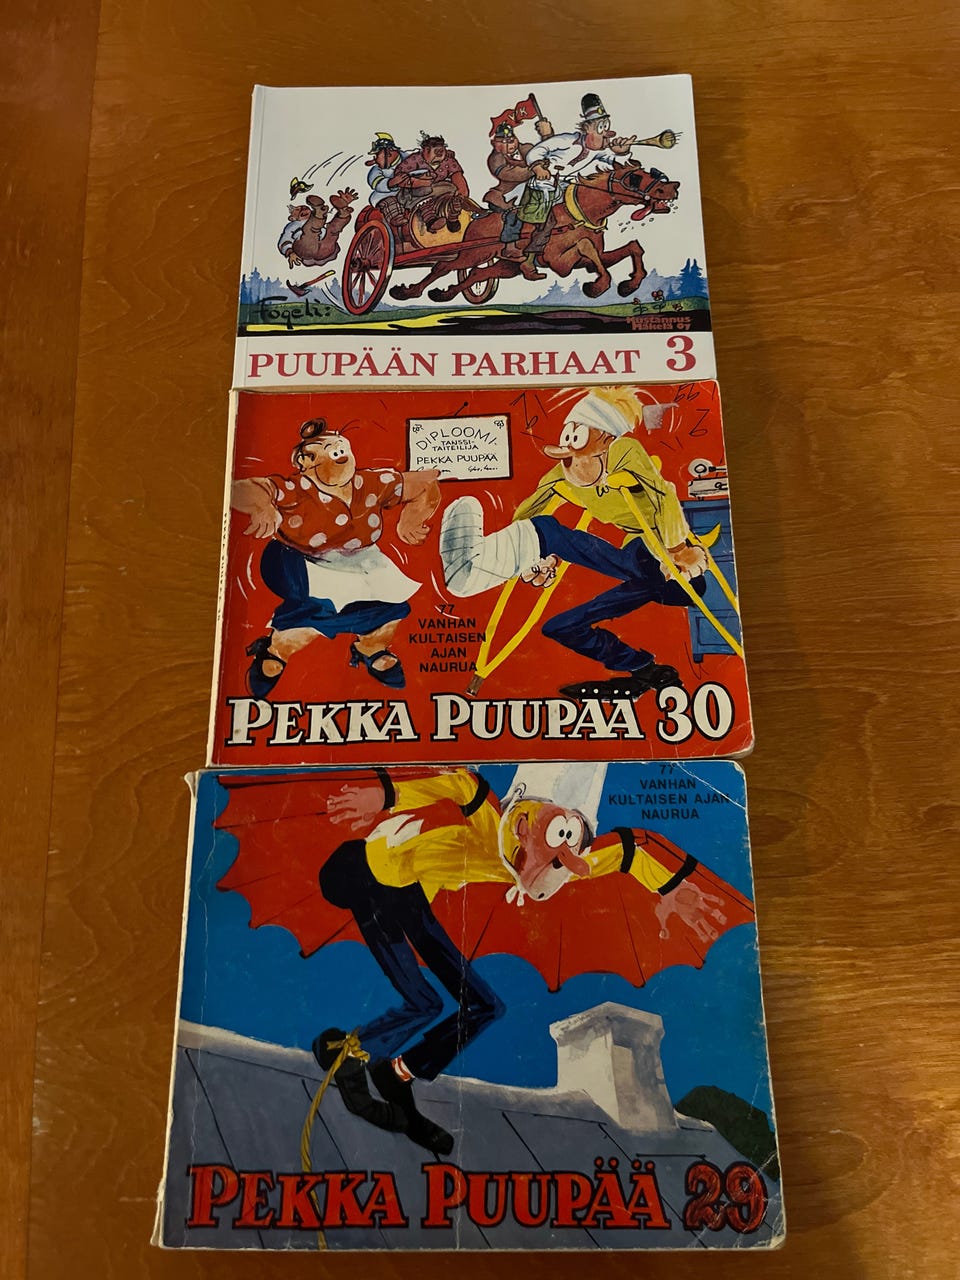 VK
Fogeli:
Kustannus
Mäkelä Oy
PUUPÄÄN PARHAAT 3
DIPLOOMI
TANSSI-
TAITEILIJA
PEKKA PUUPÄÄ
77
VANHAN
KULTAISEN
AJAN
NAURUA
PEKKA PUUPÄÄ 30
77
VANHAN
KULTAISEN AJAN
NAURUA
PEKKA PUUPÄÄ 29